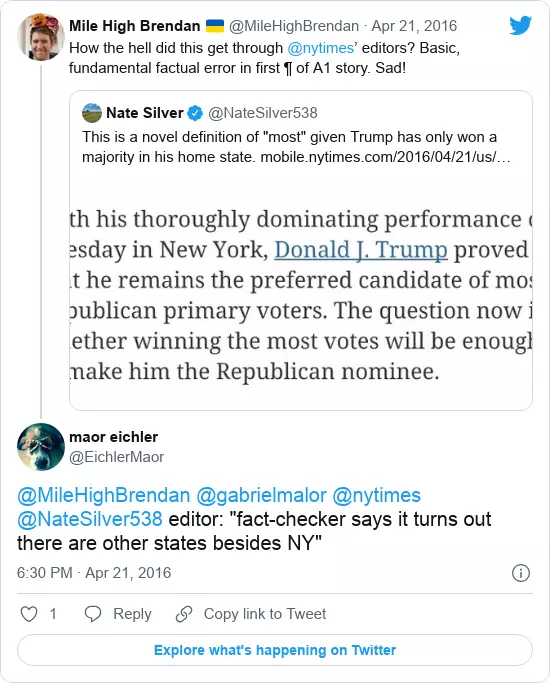 Mile High Brendan 🇺🇦 @MileHighBrendan · Apr 21, 2016
How the hell did this get through @nytimes’ editors? Basic,
fundamental factual error in first ¶ of A1 story. Sad!
Nate Silver @NateSilver538
This is a novel definition of "most" given Trump has only won a
majority in his home state. mobile.nytimes.com/2016/04/21/us/…
th his thoroughly dominating performance
esday in New York, Donald J. Trump proved
t he remains the preferred candidate of mos
publican primary voters. The question now i
ether winning the most votes will be enough
make him the Republican nominee.
maor eichler
@EichlerMaor
@MileHighBrendan @gabrielmalor @nytimes
@NateSilver538 editor: "fact-checker says it turns out
there are other states besides NY"
6:30 PM · Apr 21, 2016
1 Reply Copy link to Tweet
Explore what's happening on Twitter